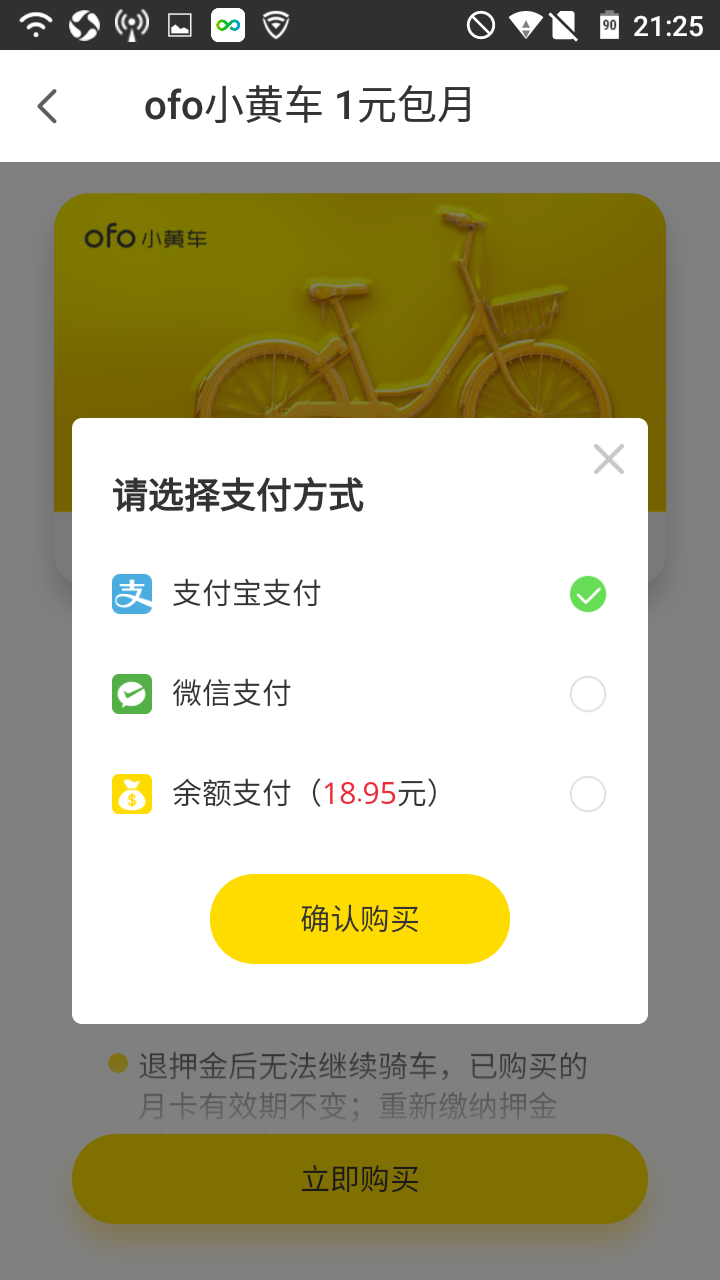 90 21:25
ofo小黄车 1元包月
ofo 小黄车
请选择支付方式
支 支付宝支付
微信支付
$ 余额支付（18.95元）
确认购买
退押金后无法继续骑车，已购买的
月卡有效期不变；重新缴纳押金
立即购买